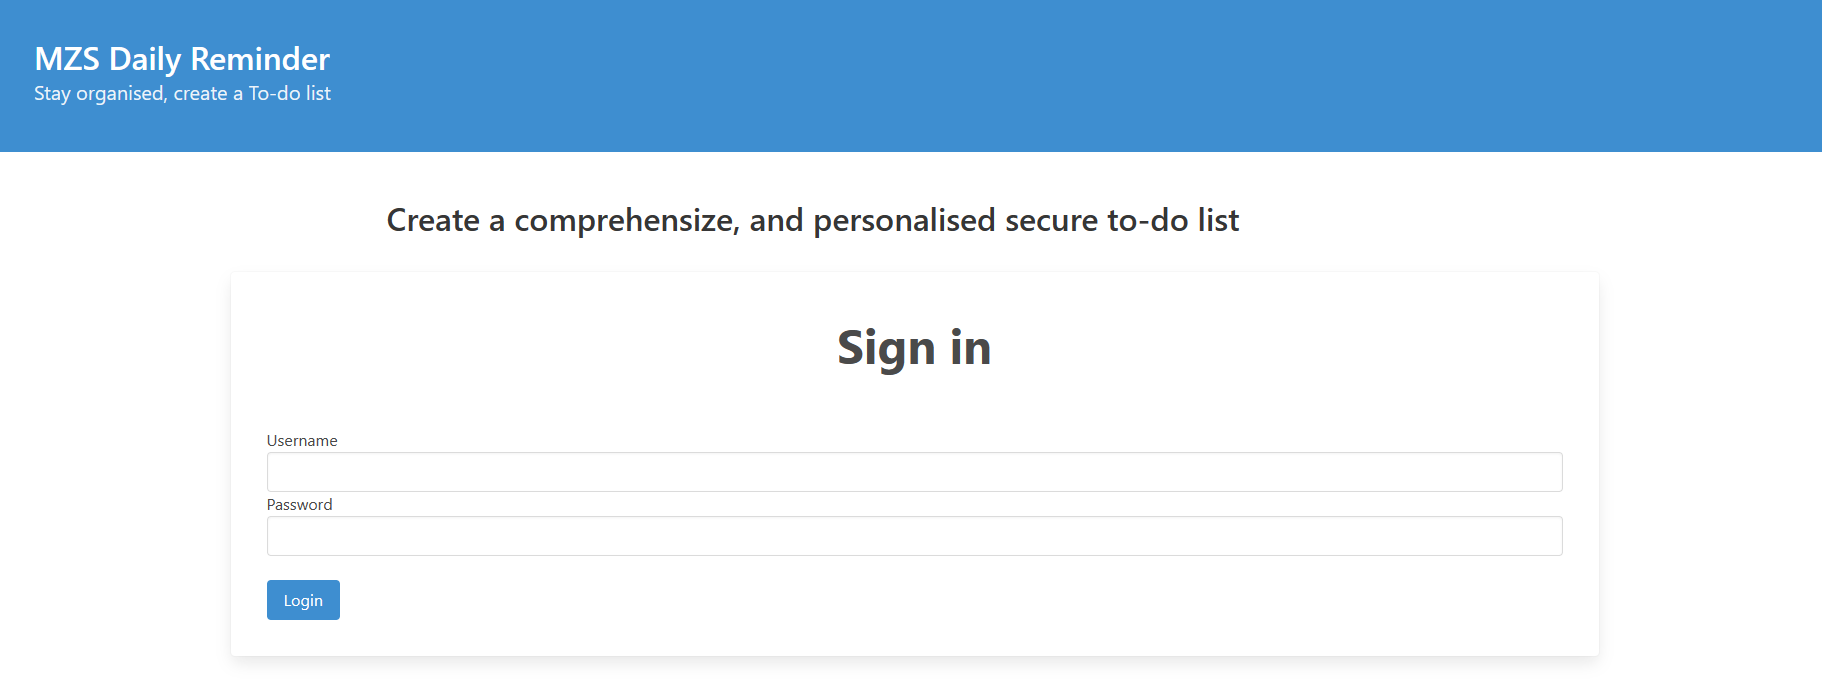 MZS Daily Reminder
Stay organised, create a To-do list
Create a comprehensize, and personalised secure to-do list
Sign in
Username
Password
Login